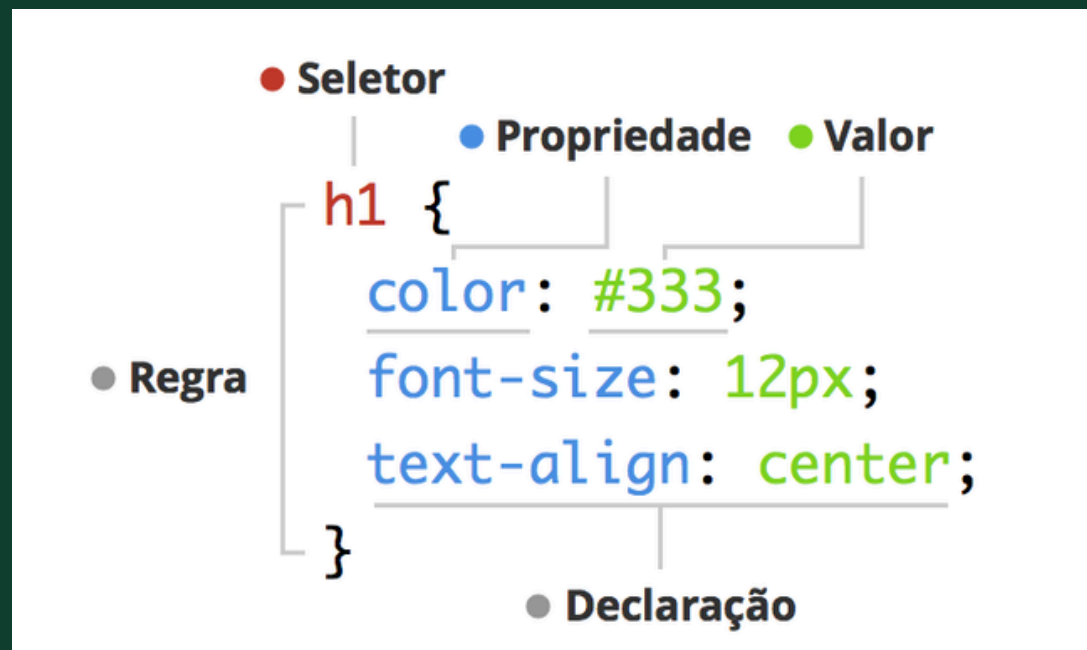 Seletor
Propriedade Valor
h1 {
color: #333;
font-size: 12px;
Regra
text-align: center;
}
Declaração